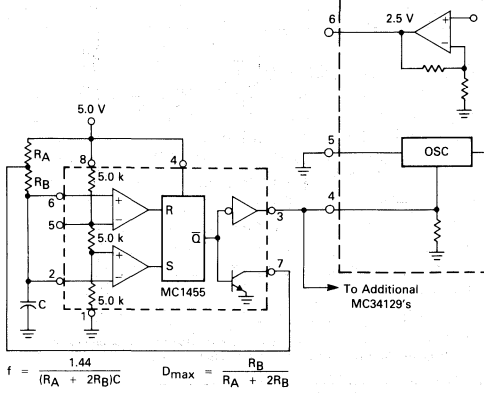 6
2.5 V
+
−
5
OSC
4
To Additional
MC34129's
5.0 V
RA
RB
8
4
5.0 k
6
+
−
R
5
5.0 k
Q
3
+
−
S
2
7
5.0 k
MC1455
C
1
f = 1.44 / (RA + 2RB)C
Dmax = RB / RA + 2RB